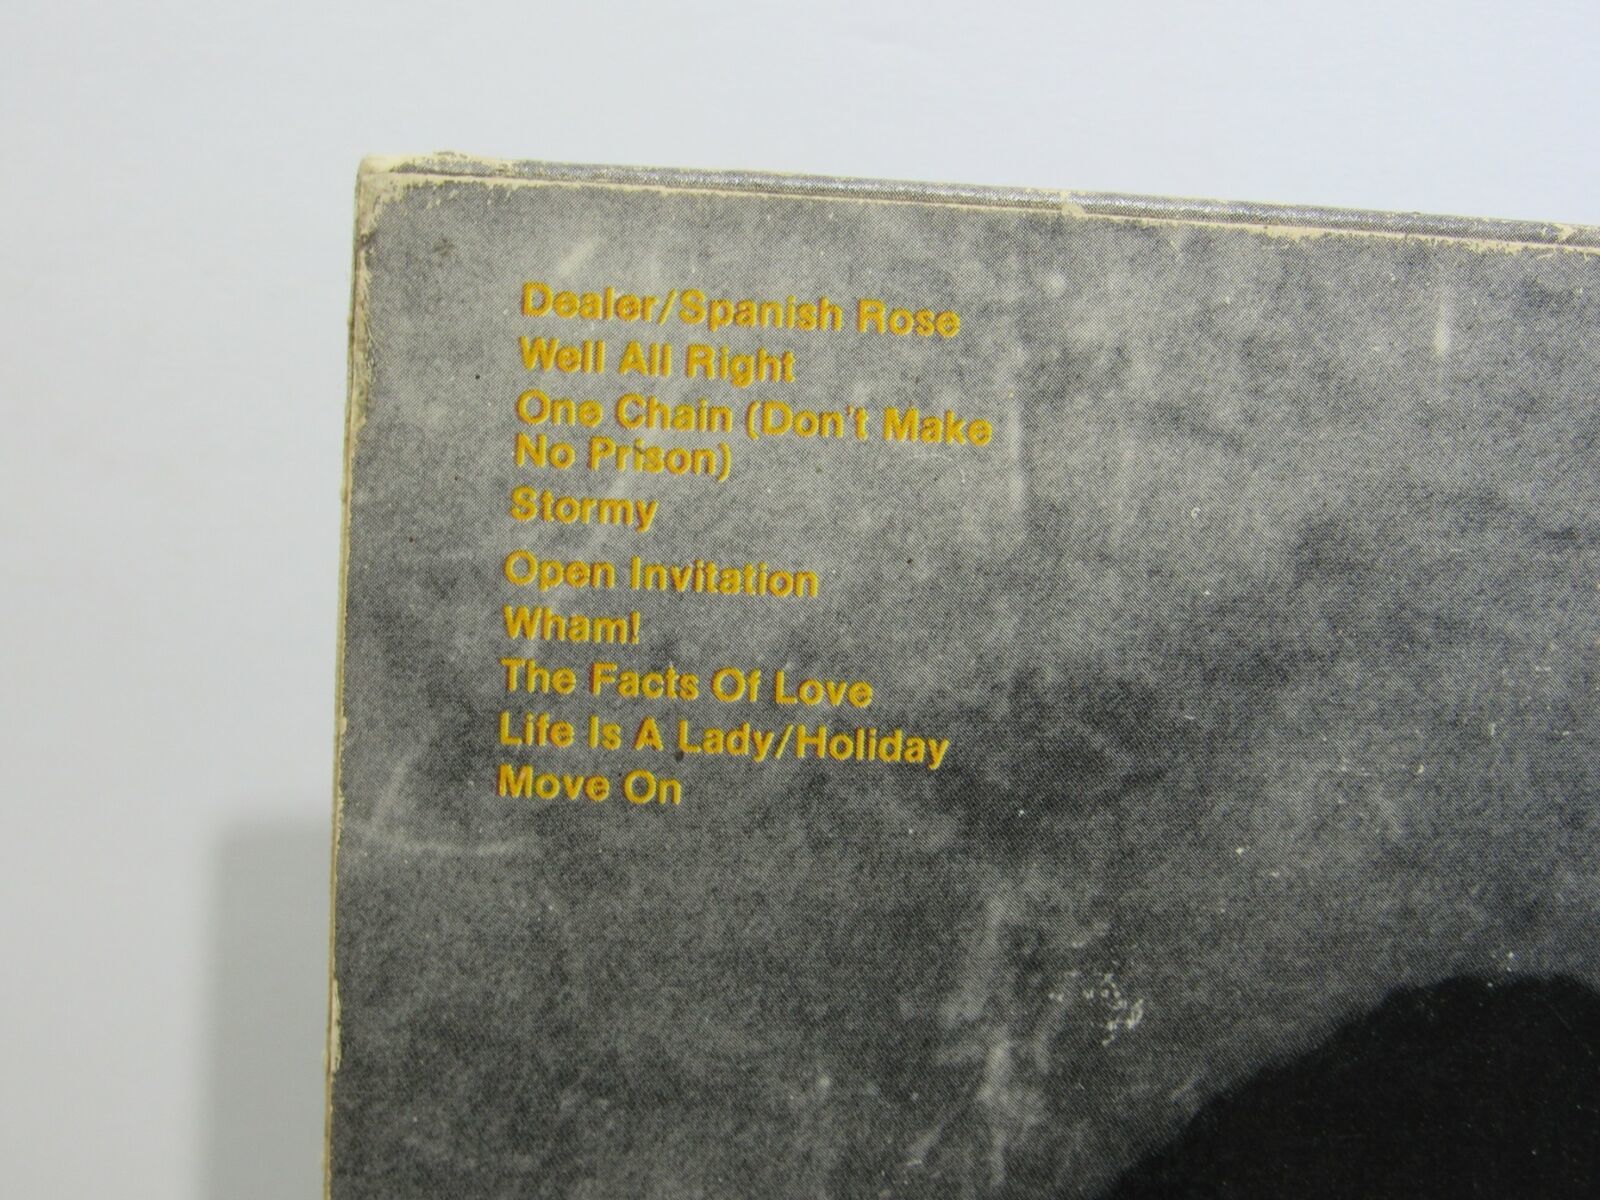 Dealer/Spanish Rose
Well All Right
One Chain (Don't Make
No Prison)
Stormy
Open Invitation
Wham!
The Facts Of Love
Life Is A Lady/Holiday
Move On